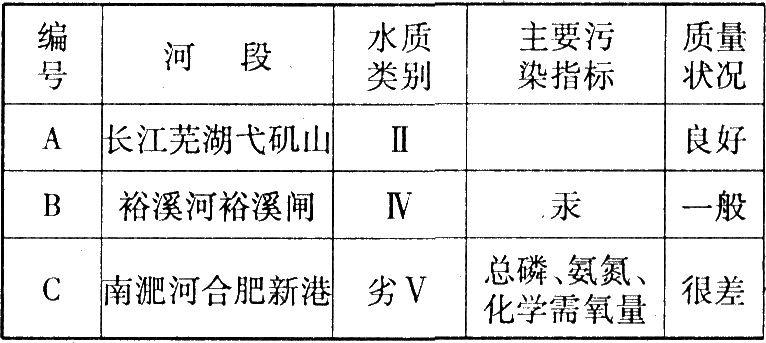 编号 河 段 水质类别 主要污染指标 质量状况
A 长江芜湖弋矶山 Ⅱ 良好
B 裕溪河裕溪闸 Ⅳ 汞 一般
C 南淝河合肥新港 劣Ⅴ 总磷、氨氮、化学需氧量 很差